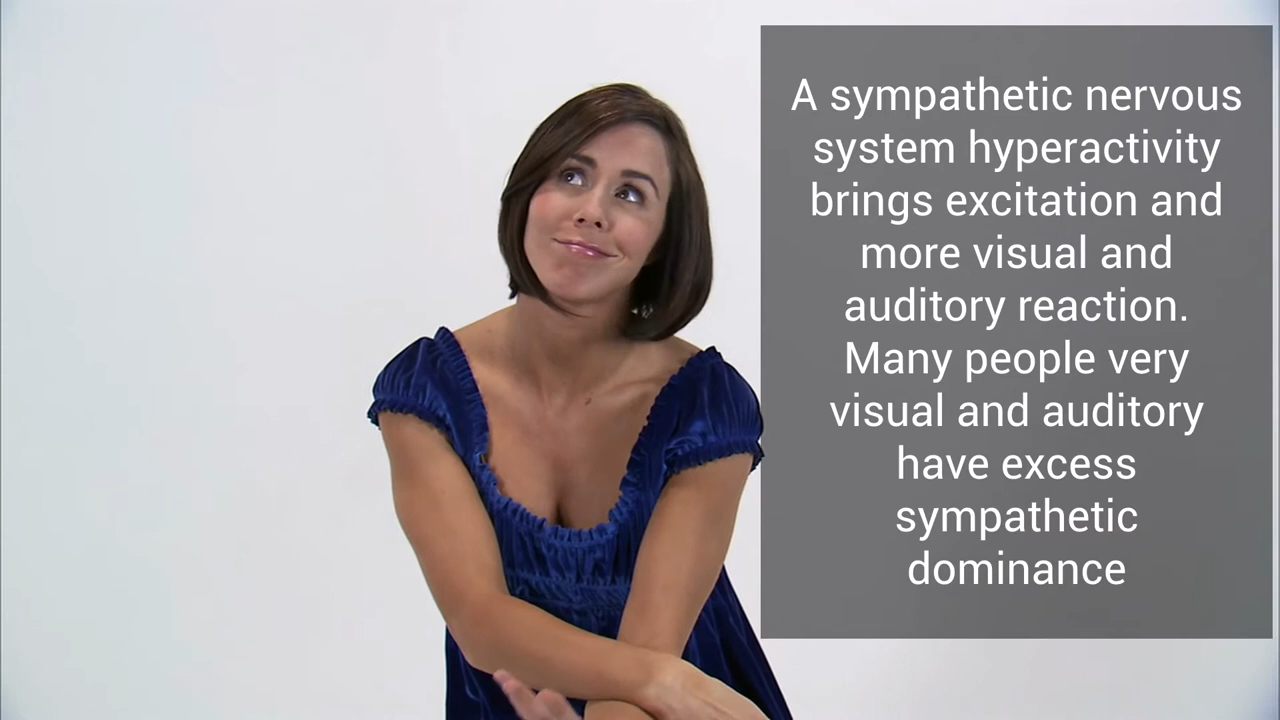 A sympathetic nervous
system hyperactivity
brings excitation and
more visual and
auditory reaction.
Many people very
visual and auditory
have excess
sympathetic
dominance